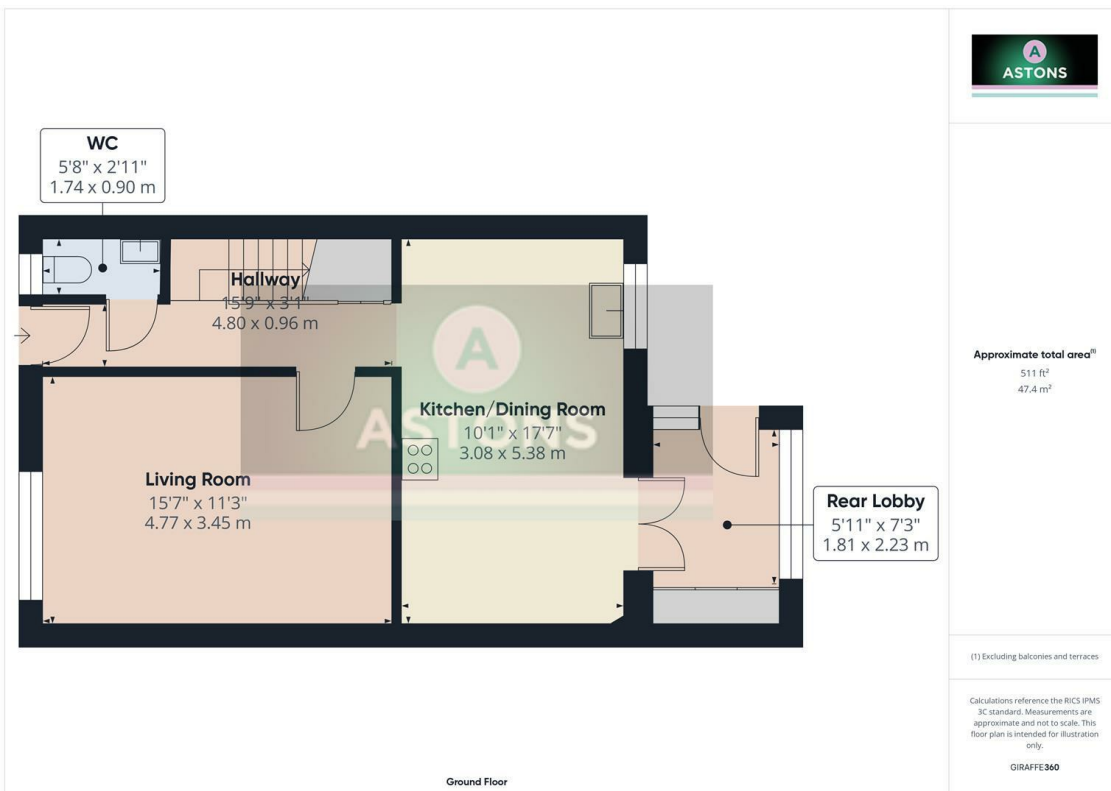 A
ASTONS
WC
5'8" x 2'11"
1.74 x 0.90 m
Hallway
15'9" x 3'1"
4.80 x 0.96 m
A
ASTONS
Kitchen/Dining Room
10'1" x 17'7"
3.08 x 5.38 m
Living Room
15'7" x 11'3"
4.77 x 3.45 m
Rear Lobby
5'11" x 7'3"
1.81 x 2.23 m
Ground Floor
Approximate total area(1)
511 ft²
47.4 m²
(1) Excluding balconies and terraces
Calculations reference the RICS IPMS
3C standard. Measurements are
approximate and not to scale. This
floor plan is intended for illustration
only.
GIRAFFE360